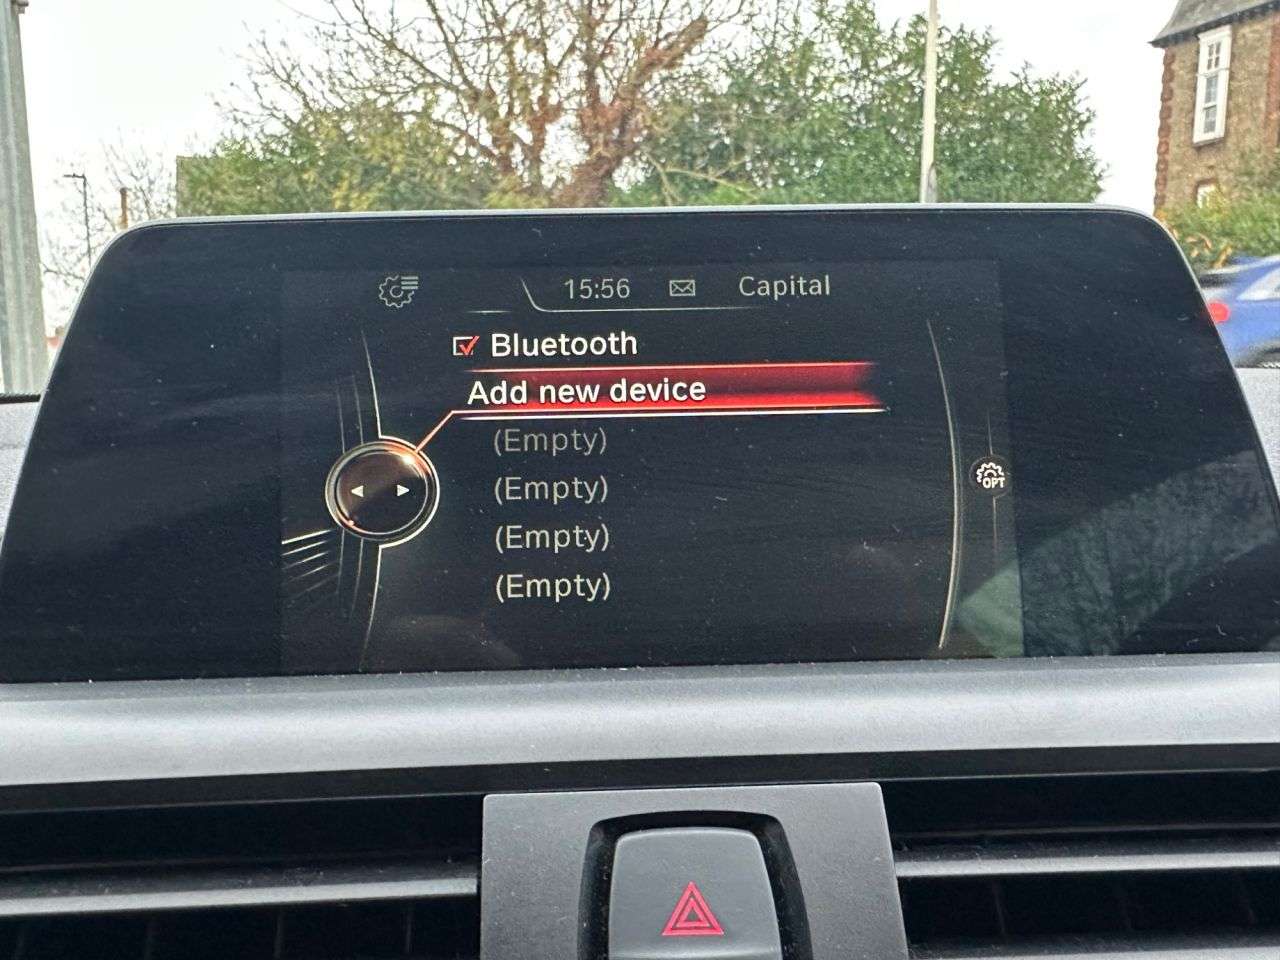 15:56 Capital
Bluetooth
Add new device
(Empty)
(Empty)
(Empty)
(Empty)
OPT